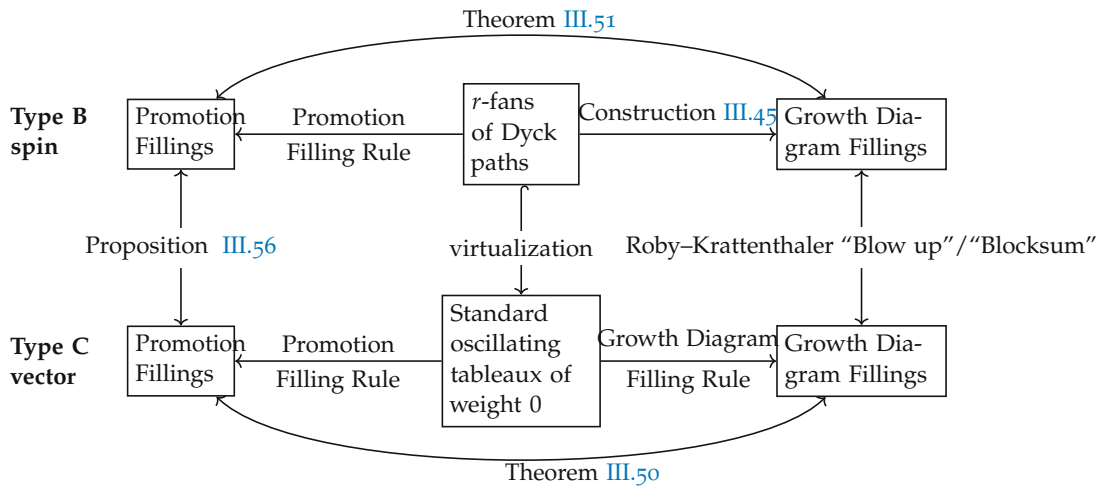 Theorem III.51
Type B
spin
Promotion
Fillings
Promotion
Filling Rule
r-fans
of Dyck
paths
Construction III.45
Growth Dia-
gram Fillings
Proposition III.56
virtualization
Roby–Krattenthaler “Blow up”/“Blocksum”
Type C
vector
Promotion
Fillings
Promotion
Filling Rule
Standard
oscillating
tableaux of
weight 0
Growth Diagram
Filling Rule
Growth Dia-
gram Fillings
Theorem III.50